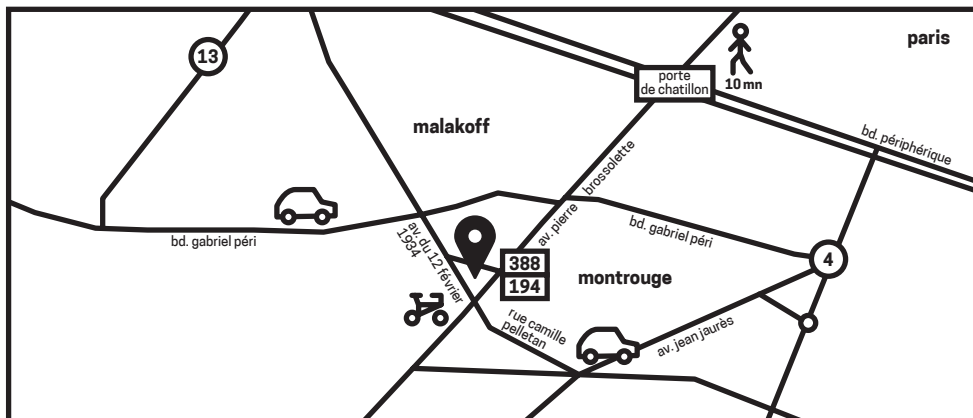 13
paris
porte
de chatillon
10 mn
malakoff
bd. périphérique
av. pierre brossolette
bd. gabriel péri
bd. gabriel péri
av. du 12 février
1934
388
194
montrouge
4
rue camille
pelletan
av. jean jaurès